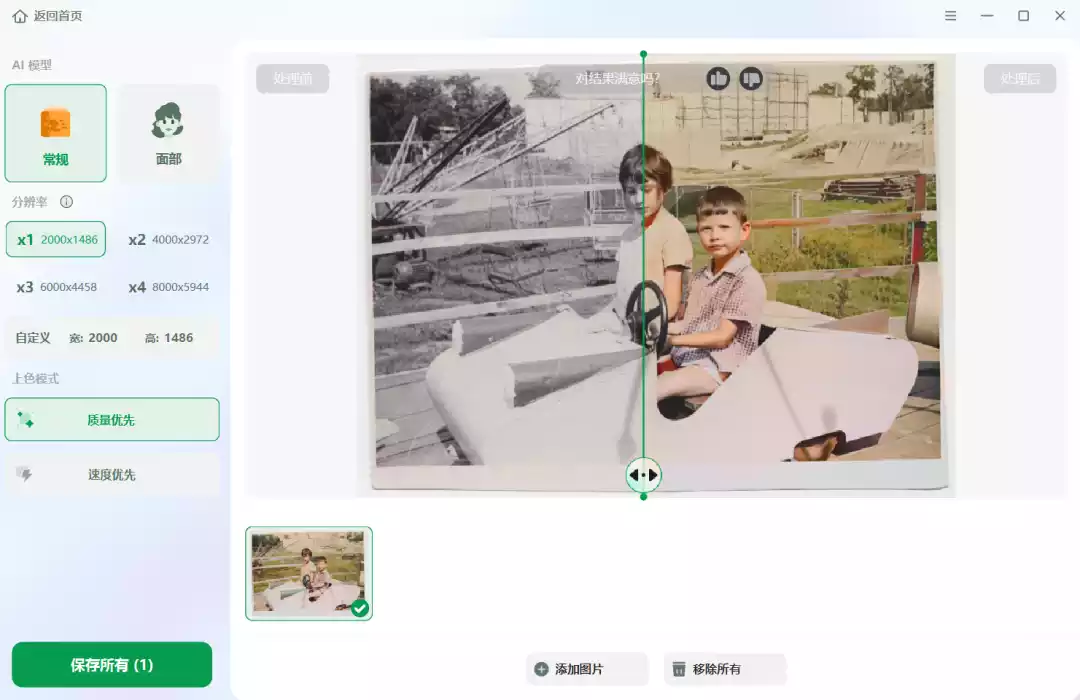 返回首页
AI 模型
常规
面部
分辨率
x1 2000x1486
x2 4000x2972
x3 6000x4458
x4 8000x5944
自定义 宽: 2000 高: 1486
上色模式
质量优先
速度优先
保存所有 (1)
处理前
对结果满意吗?
处理后
添加图片
移除所有